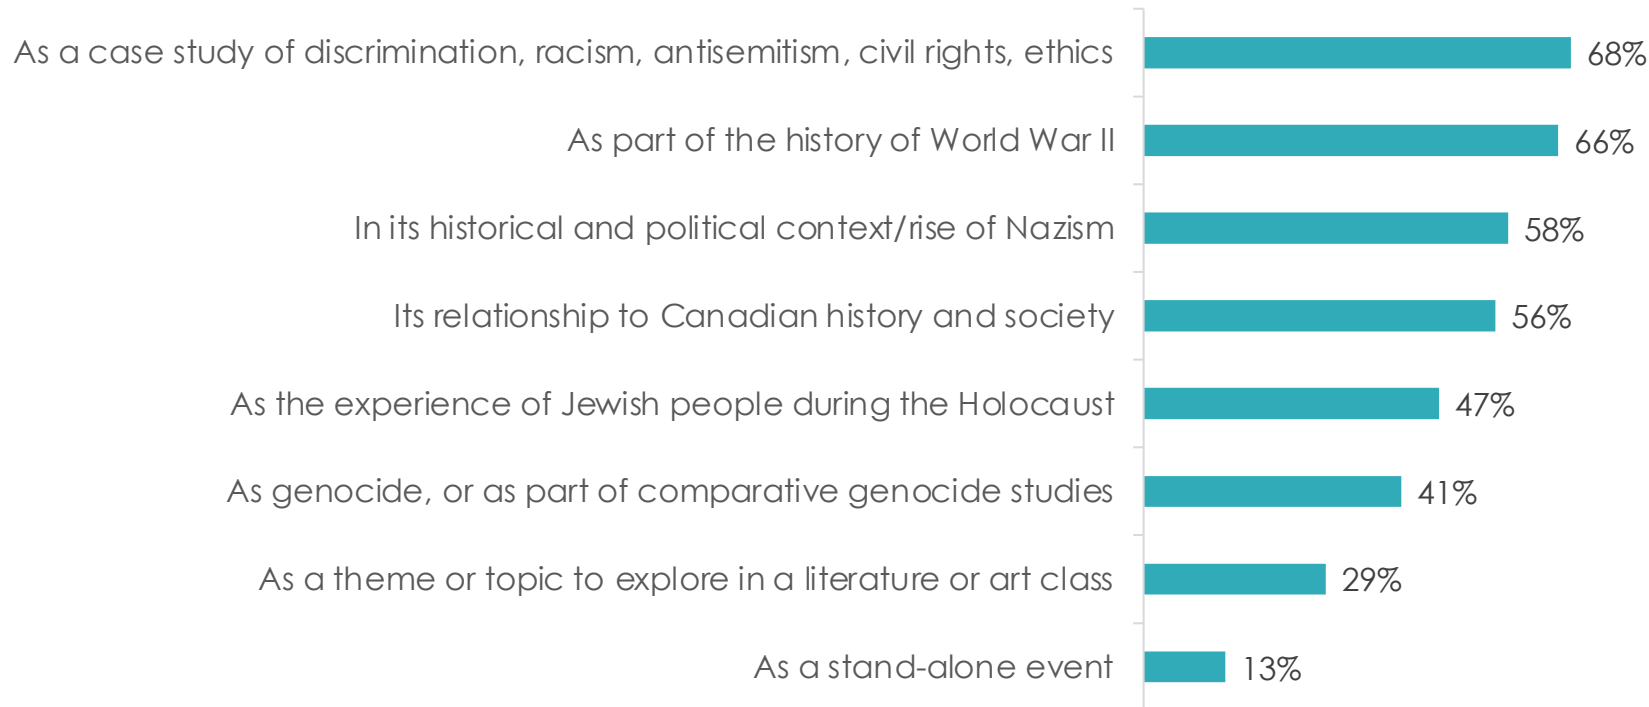 As a case study of discrimination, racism, antisemitism, civil rights, ethics 68%
As part of the history of World War II 66%
In its historical and political context/rise of Nazism 58%
Its relationship to Canadian history and society 56%
As the experience of Jewish people during the Holocaust 47%
As genocide, or as part of comparative genocide studies 41%
As a theme or topic to explore in a literature or art class 29%
As a stand-alone event 13%